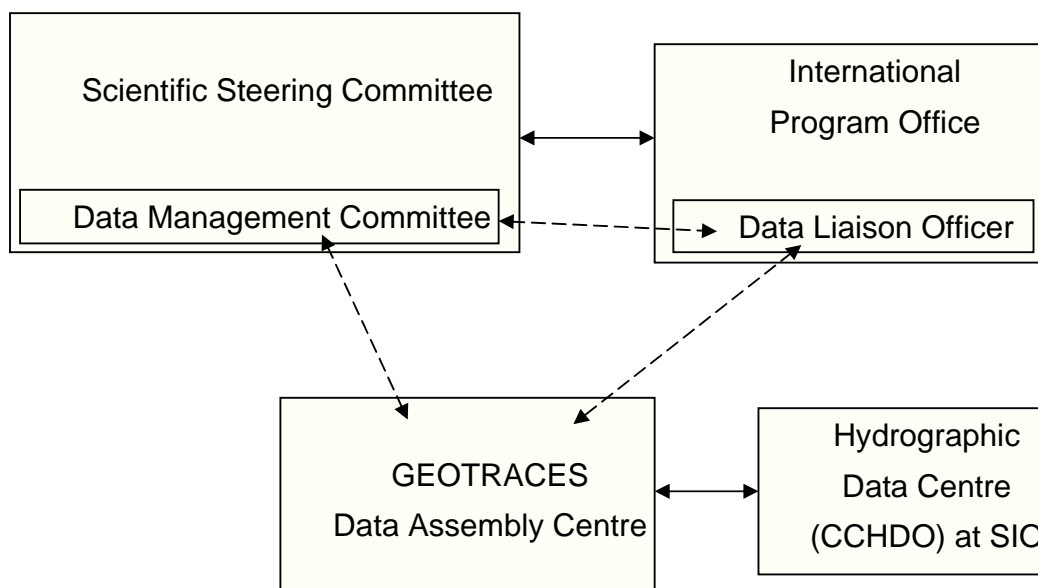 Scientific Steering Committee
Data Management Committee
International
Program Office
Data Liaison Officer
GEOTRACES
Data Assembly Centre
Hydrographic
Data Centre
(CCHDO) at SIO